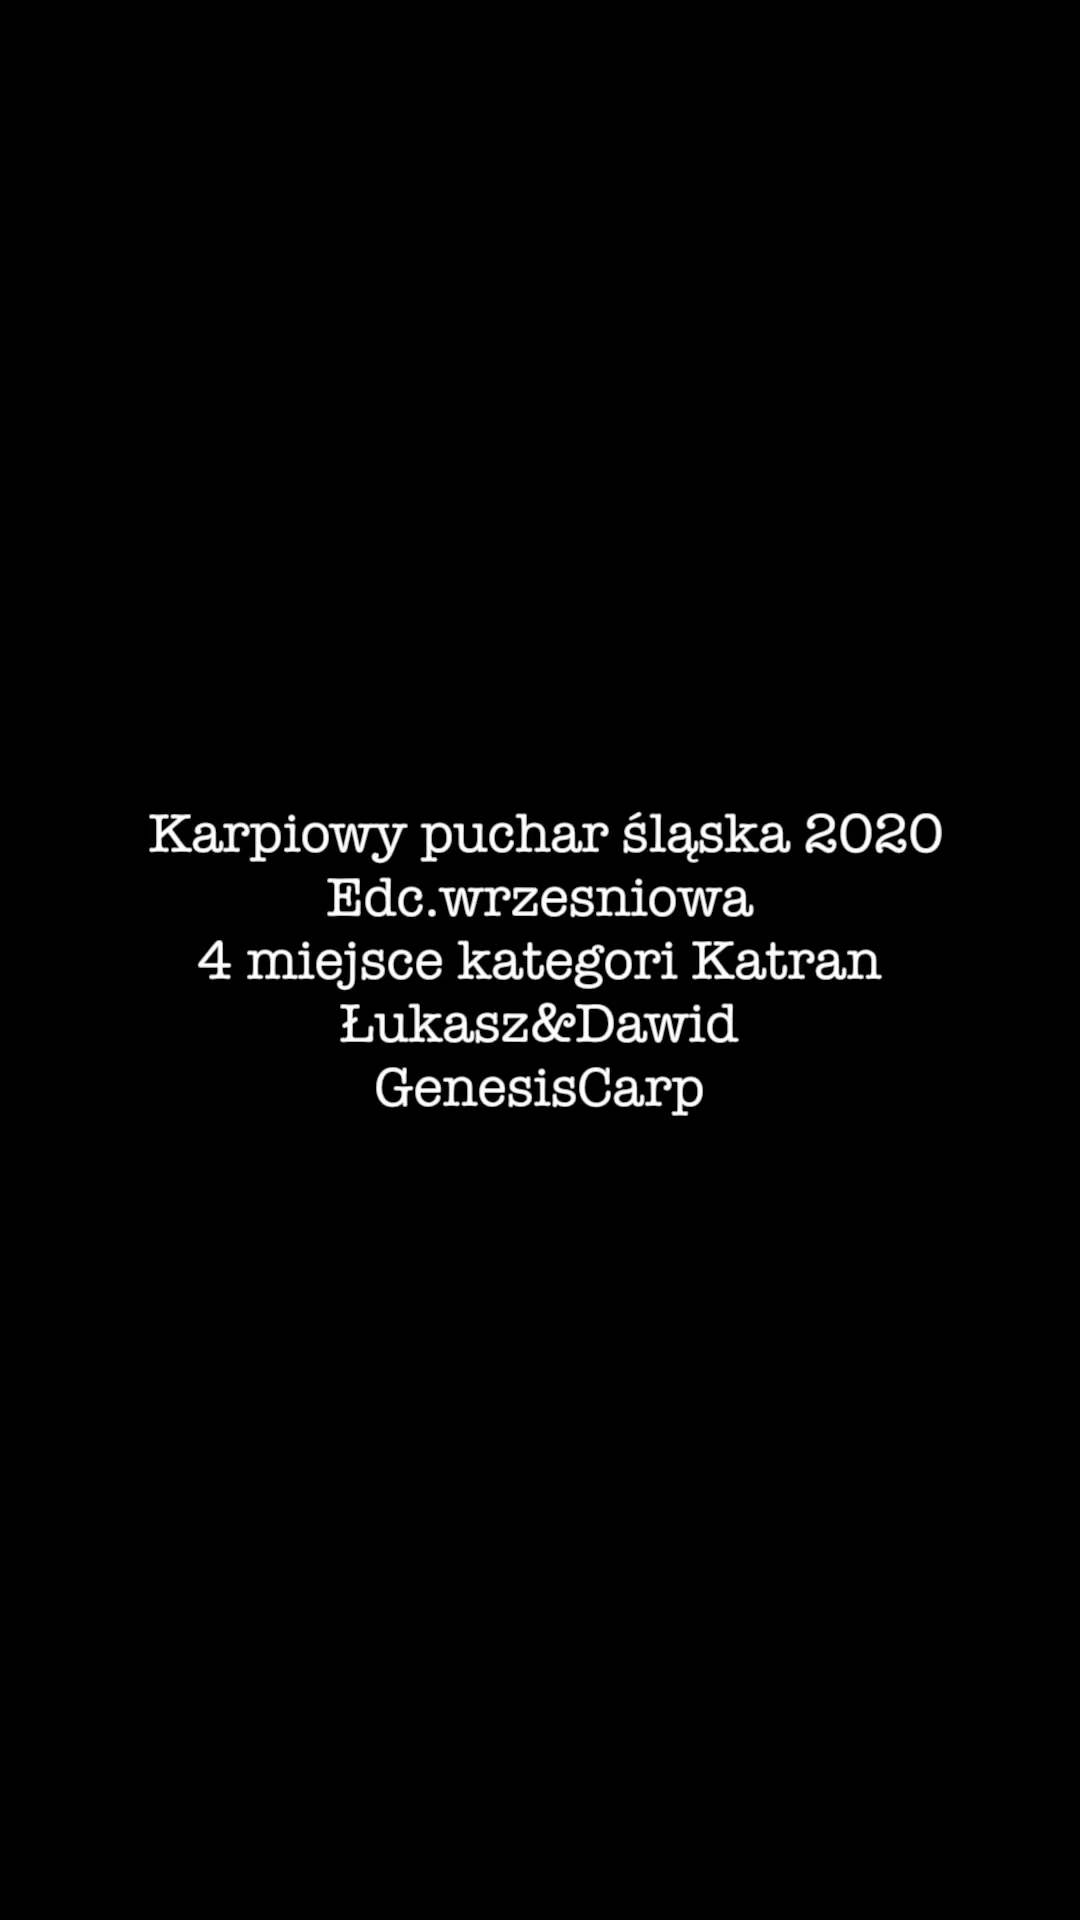 Karpiowy puchar śląska 2020
Edc.wrzesniowa
4 miejsce kategori Katran
Łukasz&Dawid
GenesisCarp